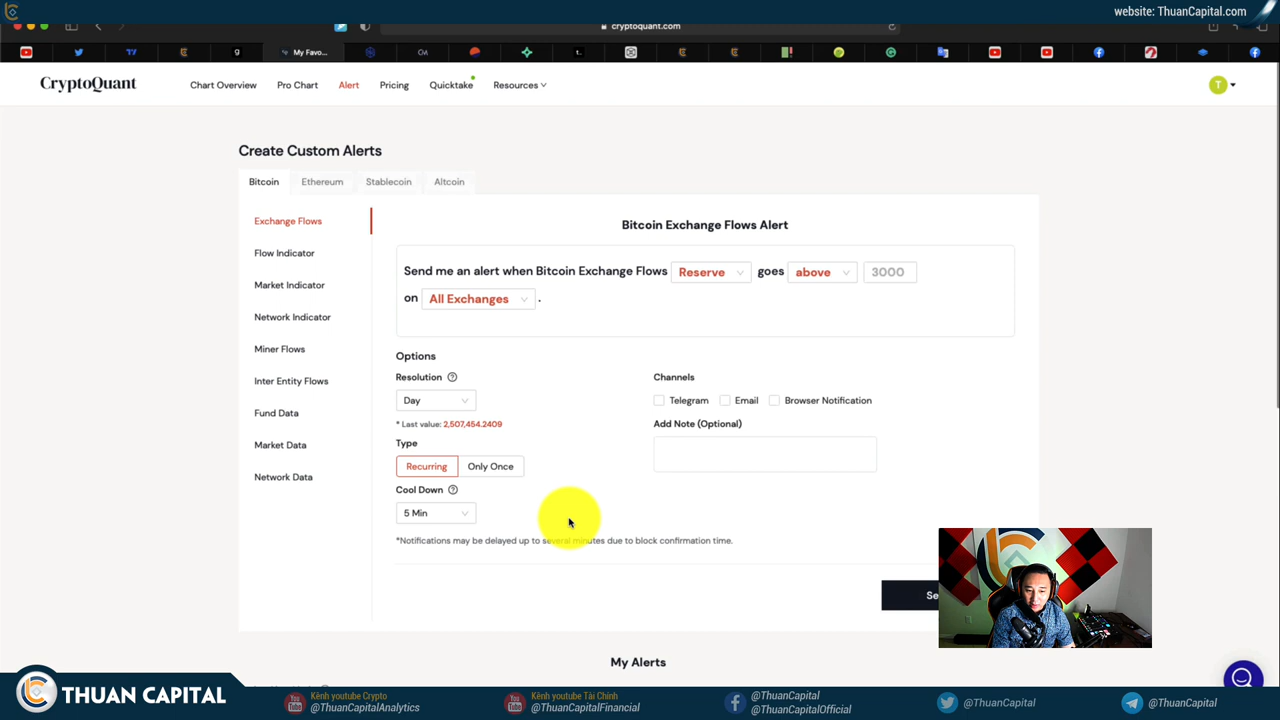 website: ThuanCapital.com
cryptoquant.com
My Favo...
CryptoQuant
Chart Overview
Pro Chart
Alert
Pricing
Quicktake
Resources
T
Create Custom Alerts
Bitcoin
Ethereum
Stablecoin
Altcoin
Exchange Flows
Flow Indicator
Market Indicator
Network Indicator
Miner Flows
Inter Entity Flows
Fund Data
Market Data
Network Data
Bitcoin Exchange Flows Alert
Send me an alert when Bitcoin Exchange Flows Reserve goes above 3000
on All Exchanges .
Options
Resolution
Day
* Last value: 2,507,454.2409
Type
Recurring
Only Once
Cool Down
5 Min
Channels
Telegram
Email
Browser Notification
Add Note (Optional)
*Notifications may be delayed up to several minutes due to block confirmation time.
Se
My Alerts
THUAN CAPITAL
Kênh youtube Crypto
@ThuanCapitalAnalytics
Kênh youtube Tài Chính
@ThuanCapitalFinancial
@ThuanCapital
@ThuanCapitalOfficial
@ThuanCapital
@ThuanCapital